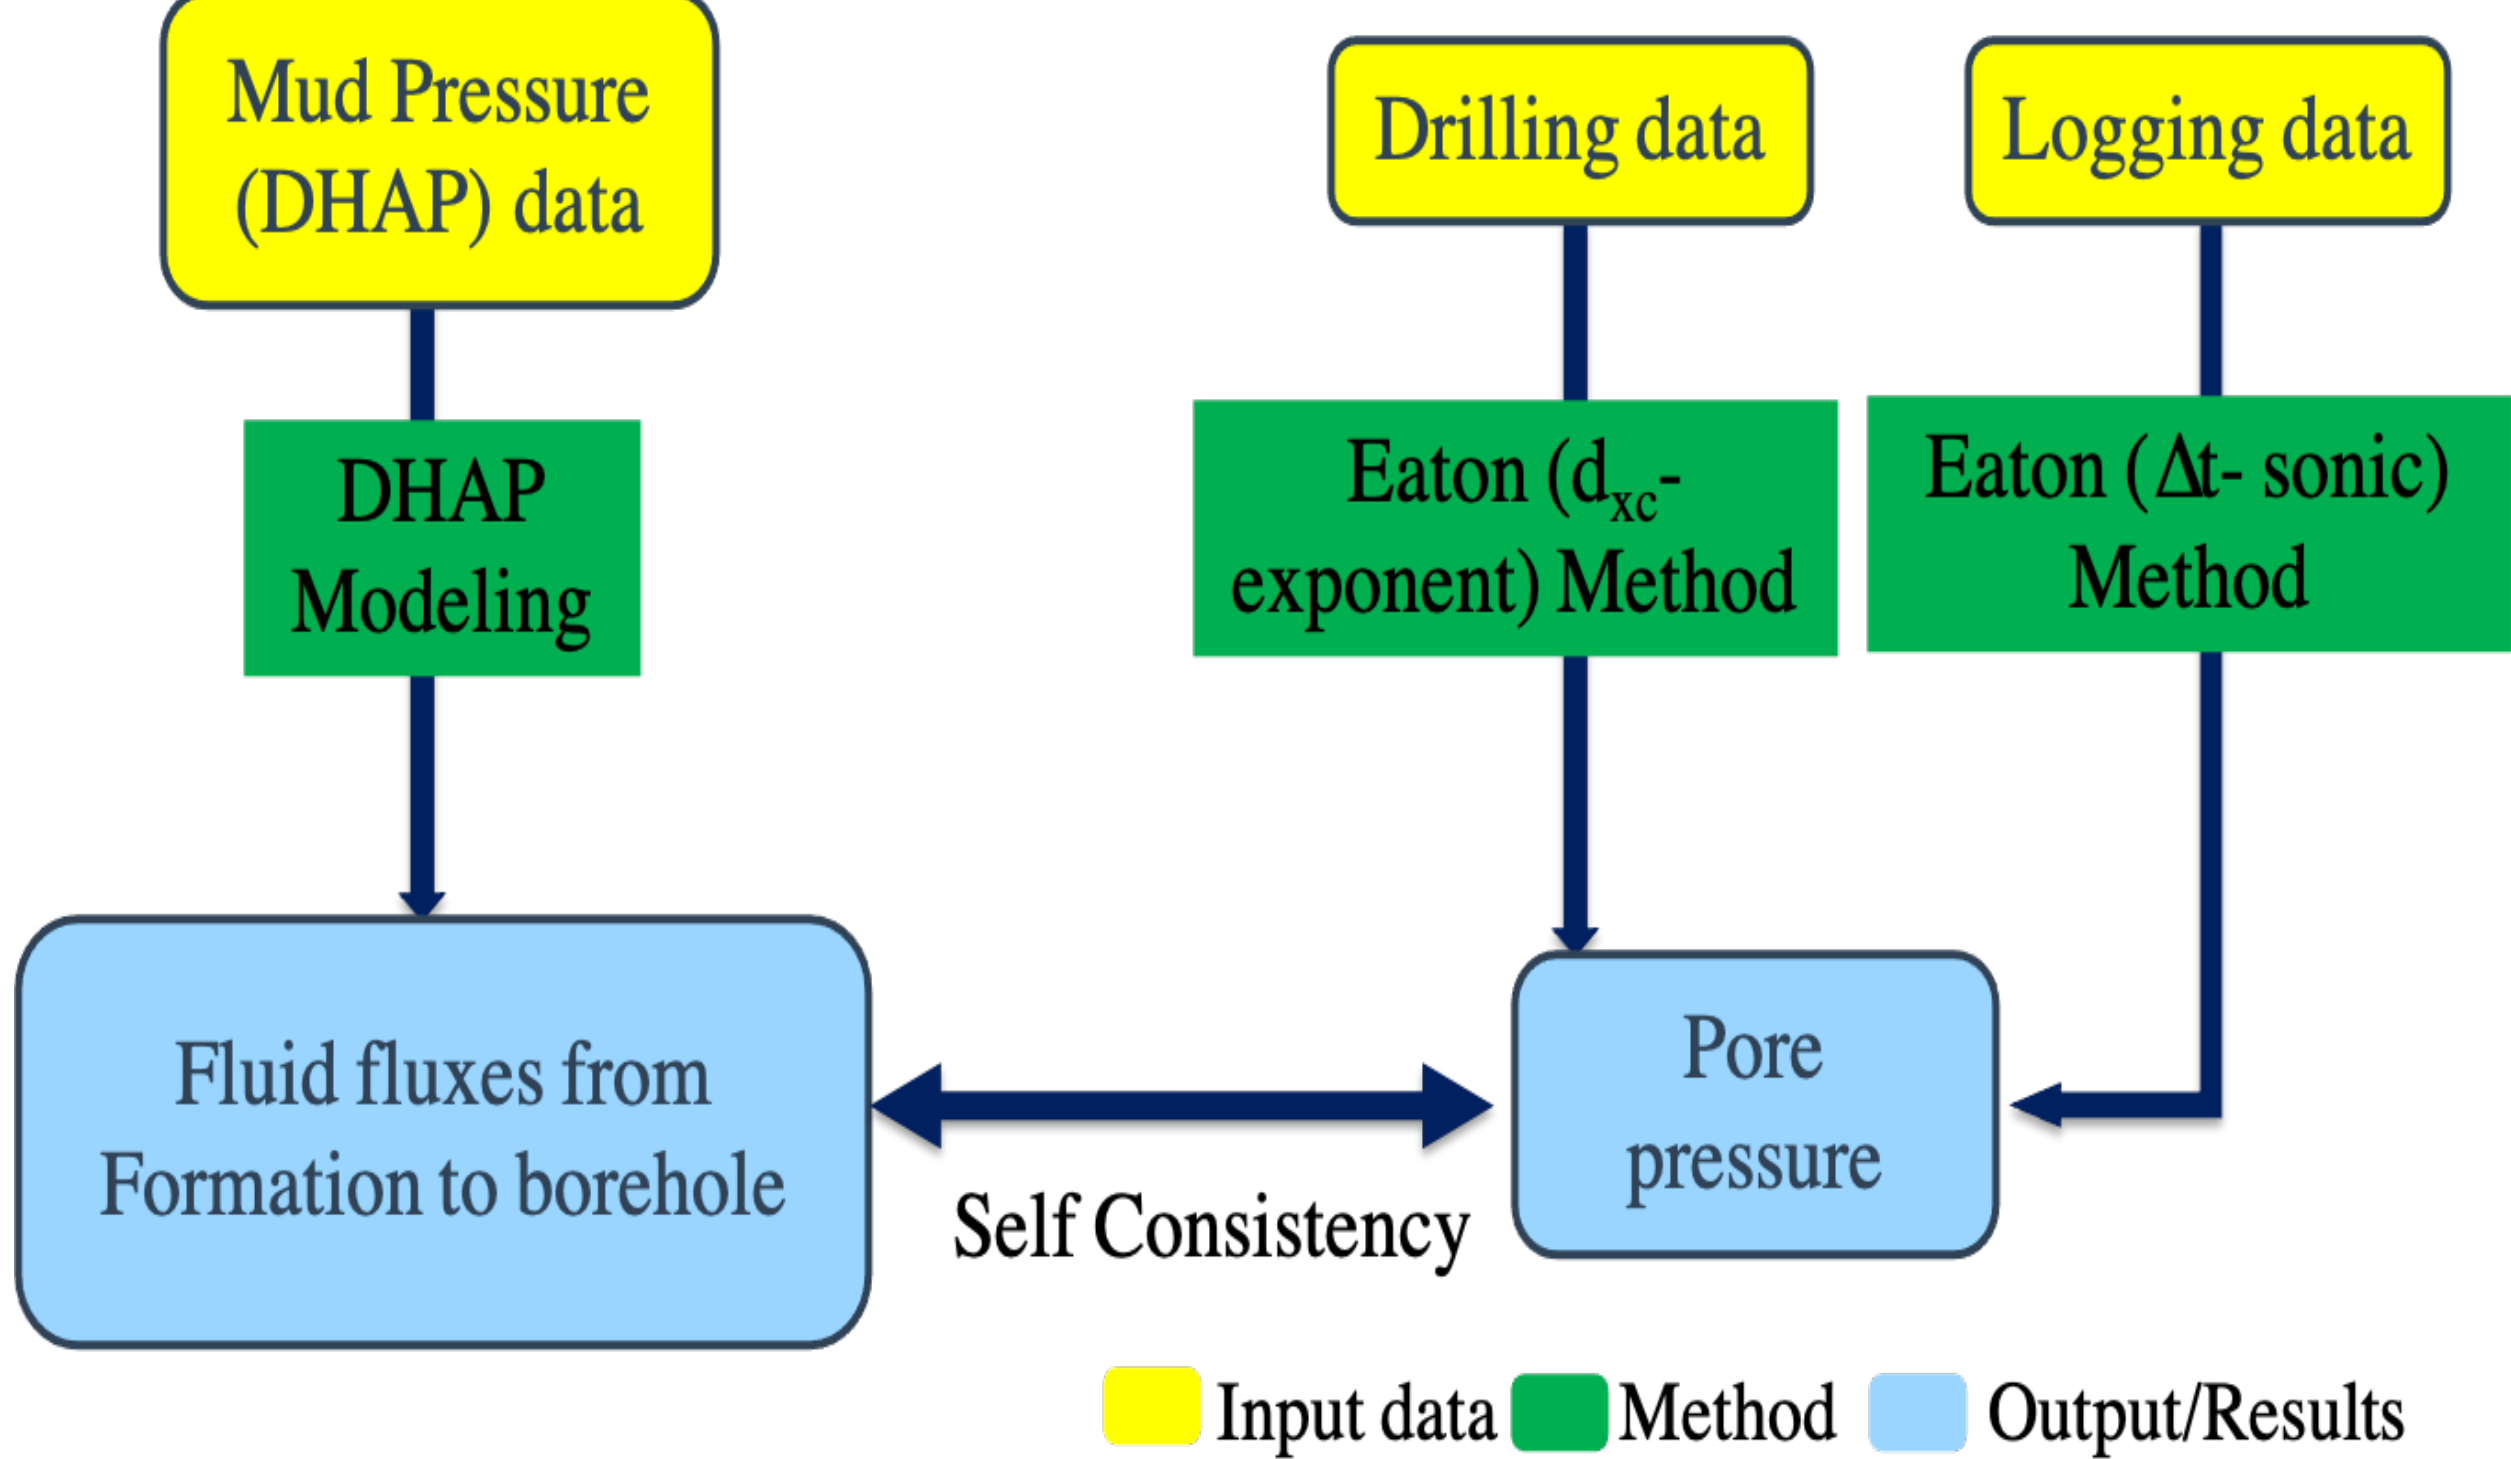 Mud Pressure
(DHAP) data
Drilling data
Logging data
DHAP
Modeling
Eaton (dxc-
exponent) Method
Eaton (Δt- sonic)
Method
Fluid fluxes from
Formation to borehole
Self Consistency
Pore
pressure
Input data
Method
Output/Results